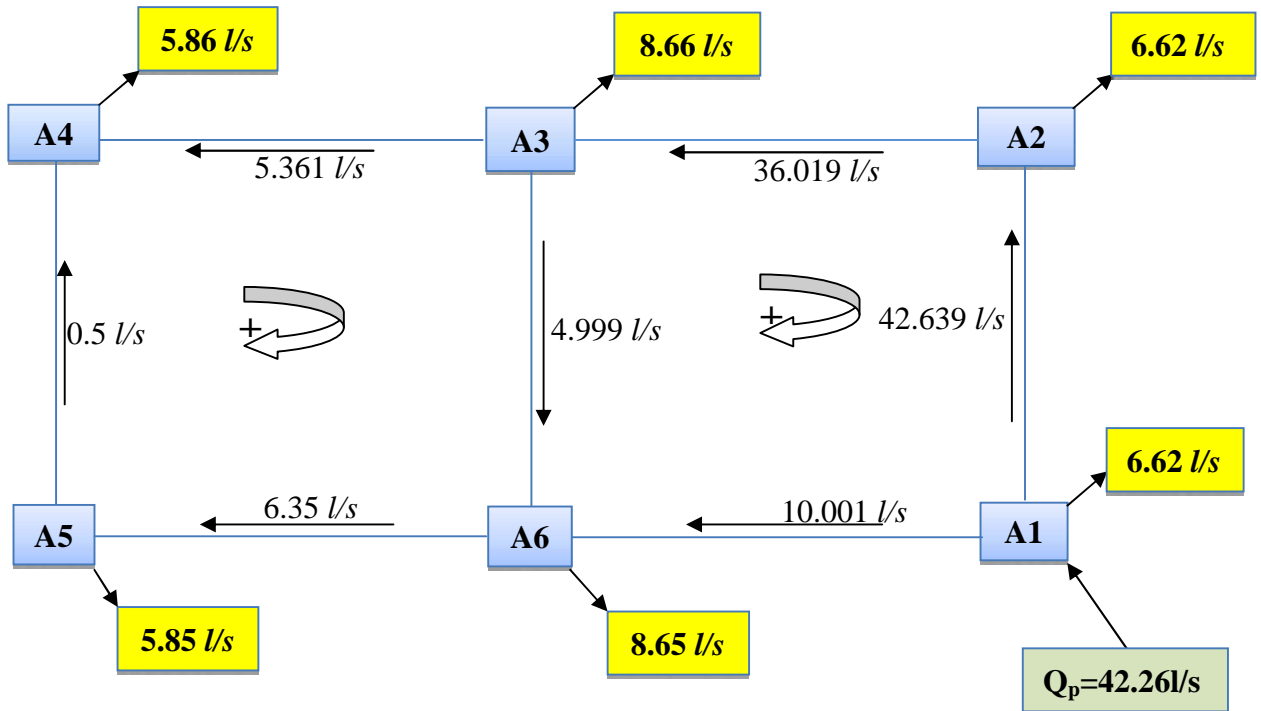 5.86 l/s
8.66 l/s
6.62 l/s
A4
A3
A2
5.361 l/s
36.019 l/s
0.5 l/s
+
4.999 l/s
+
42.639 l/s
6.62 l/s
6.35 l/s
10.001 l/s
A5
A6
A1
5.85 l/s
8.65 l/s
Qₚ=42.26l/s